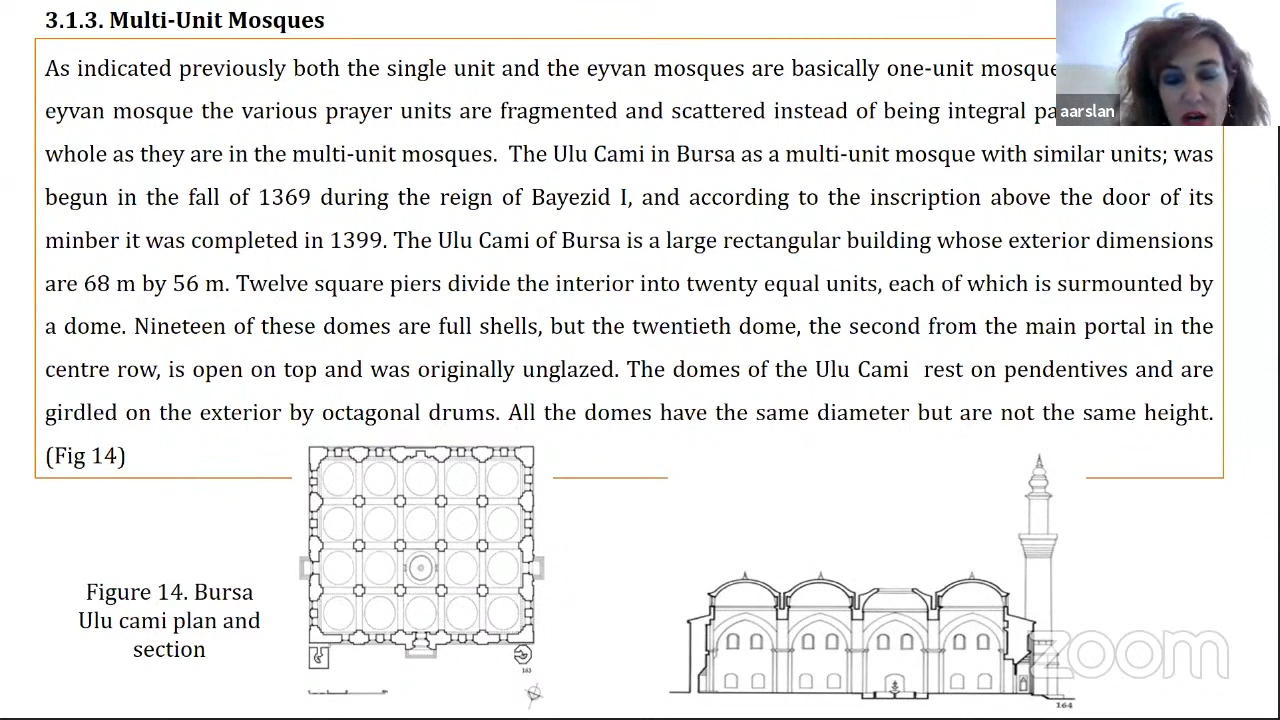 3.1.3. Multi-Unit Mosques
As indicated previously both the single unit and the eyvan mosques are basically one-unit
eyvan mosque the various prayer units are fragmented and scattered instead of being integral
aarslan
whole as they are in the multi-unit mosques. The Ulu Cami in Bursa as a multi-unit mosque with similar units; was
begun in the fall of 1369 during the reign of Bayezid I, and according to the inscription above the door of its
minber it was completed in 1399. The Ulu Cami of Bursa is a large rectangular building whose exterior dimensions
are 68 m by 56 m. Twelve square piers divide the interior into twenty equal units, each of which is surmounted by
a dome. Nineteen of these domes are full shells, but the twentieth dome, the second from the main portal in the
centre row, is open on top and was originally unglazed. The domes of the Ulu Cami rest on pendentives and are
girdled on the exterior by octagonal drums. All the domes have the same diameter but are not the same height.
(Fig 14)
Figure 14. Bursa
Ulu cami plan and
section
163
164
zoom